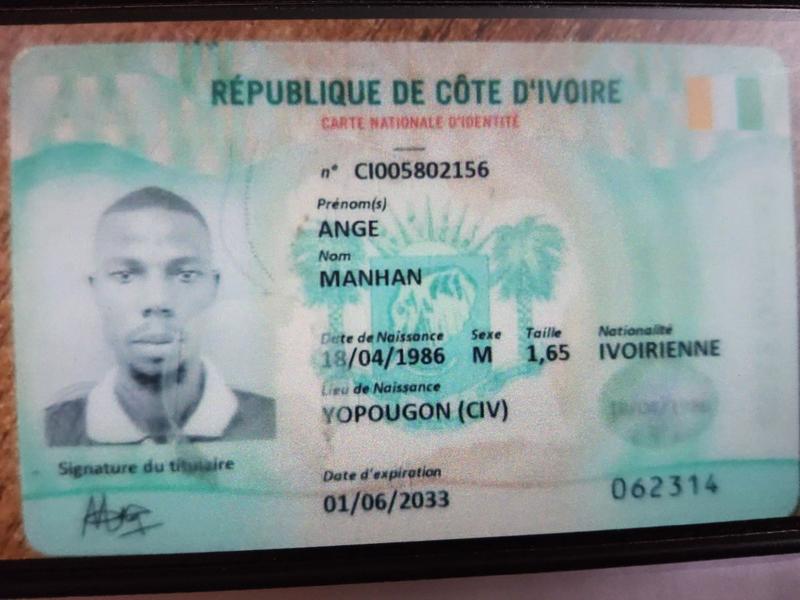 RÉPUBLIQUE DE CÔTE D'IVOIRE
CARTE NATIONALE D'IDENTITÉ
n° CI005802156
Prénom(s)
ANGE
Nom
MANHAN
Date de Naissance Sexe Taille Nationalité
18/04/1986 M 1,65 IVOIRIENNE
Lieu de Naissance
YOPOUGON (CIV)
Signature du titulaire
Date d'expiration
01/06/2033
062314